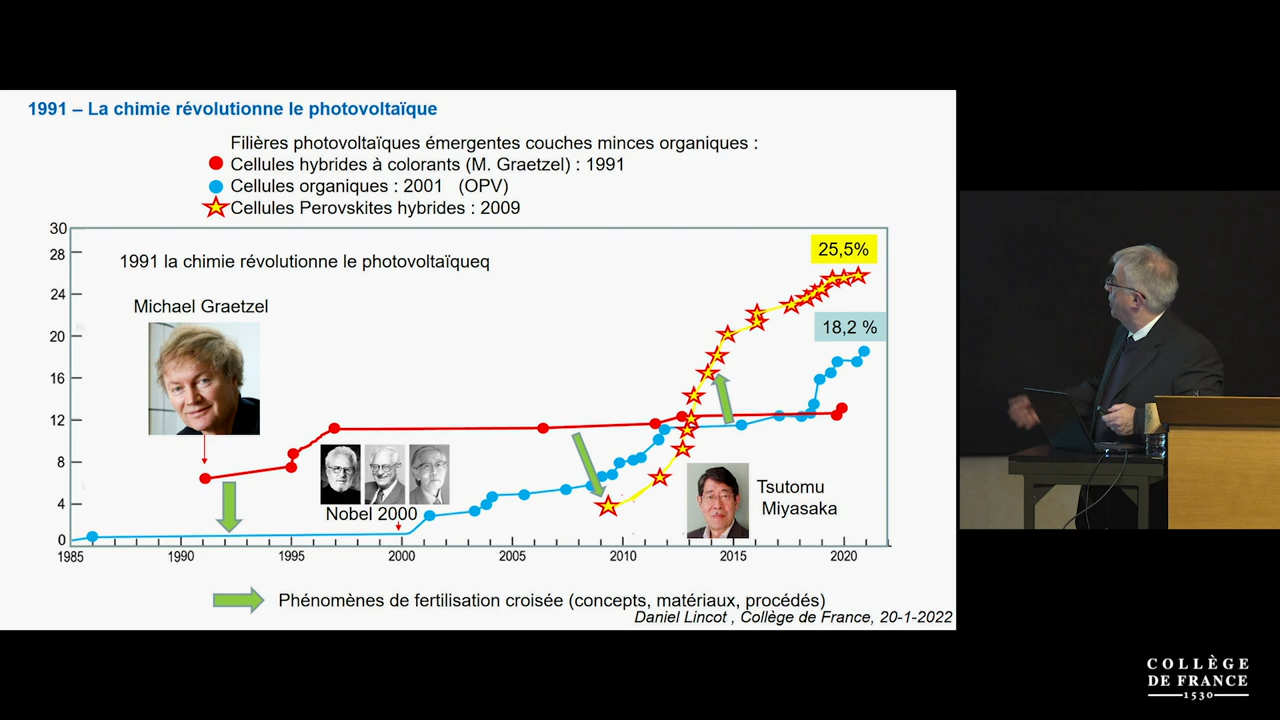 1991 – La chimie révolutionne le photovoltaïque
Filières photovoltaïques émergentes couches minces organiques :
Cellules hybrides à colorants (M. Graetzel) : 1991
Cellules organiques : 2001 (OPV)
Cellules Perovskites hybrides : 2009
30
28
24
20
16
12
8
4
0
1991 la chimie révolutionne le photovoltaïqueq
25,5%
Michael Graetzel
18,2 %
Nobel 2000
Tsutomu
Miyasaka
1985 1990 1995 2000 2005 2010 2015 2020
Phénomènes de fertilisation croisée (concepts, matériaux, procédés)
Daniel Lincot , Collège de France, 20-1-2022
COLLÈGE
DE FRANCE
1530